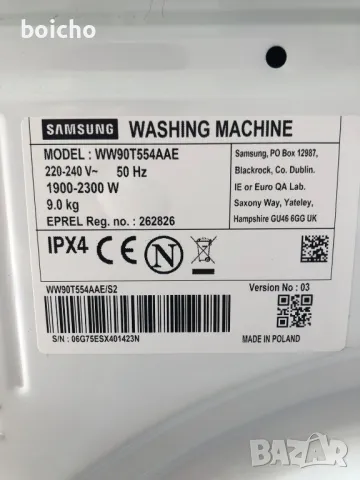 boicho
SAMSUNG WASHING MACHINE
MODEL : WW90T554AAE
220-240 V~ 50 Hz
1900-2300 W
9.0 kg
EPREL Reg. no.: 262826
Samsung, PO Box 12987,
Blackrock, Co. Dublin.
IE or Euro QA Lab.
Saxony Way, Yateley,
Hampshire GU46 6GG UK
IPX4 CE N
WW90T554AAE/S2
Version No : 03
S/N : 06G75ESX401423N
MADE IN POLAND
BAZAR